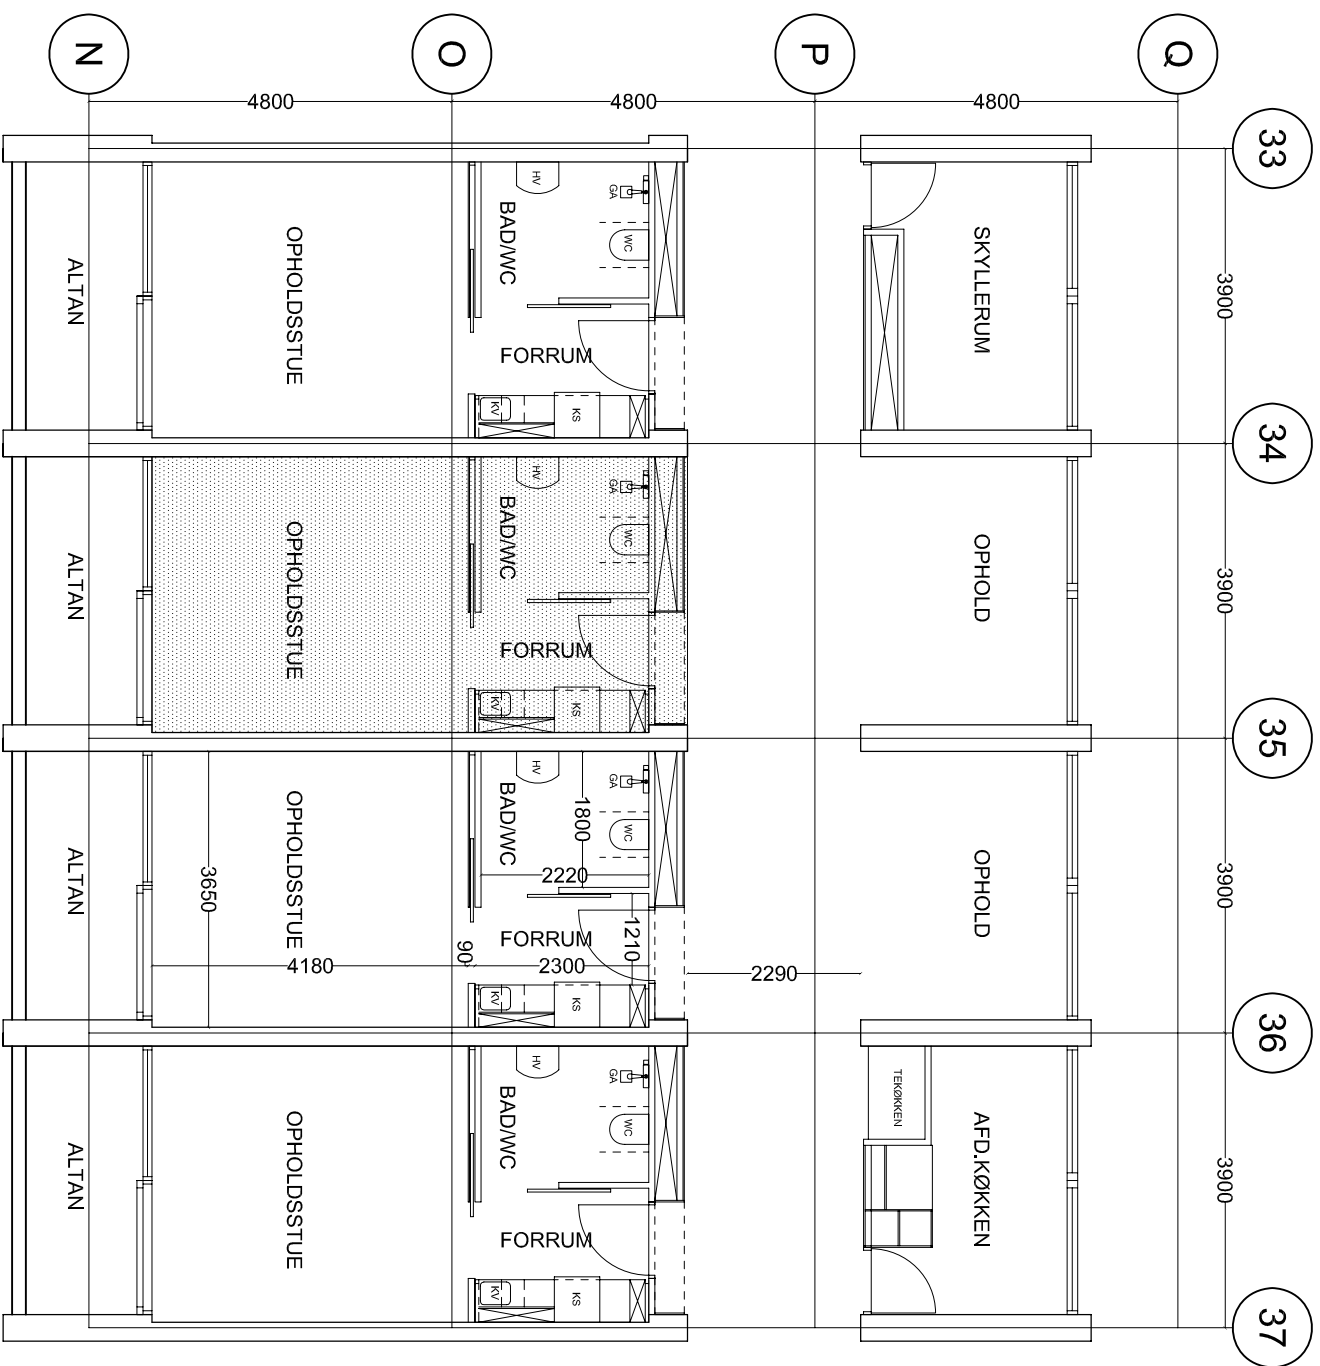 N
O
P
Q
4800
4800
4800
33
34
35
36
37
3900
3900
3900
3900
SKYLLERUM
OPHOLD
OPHOLD
AFD.KØKKEN
TEKØKKEN
HV
GA
WC
BAD/WC
FORRUM
KV
KS
OPHOLDSSTUE
ALTAN
HV
GA
WC
BAD/WC
FORRUM
KV
KS
OPHOLDSSTUE
ALTAN
HV
GA
WC
BAD/WC
1800
2220
FORRUM
1210
90
2300
2290
KV
KS
OPHOLDSSTUE
3650
4180
ALTAN
HV
GA
WC
BAD/WC
FORRUM
KV
KS
OPHOLDSSTUE
ALTAN